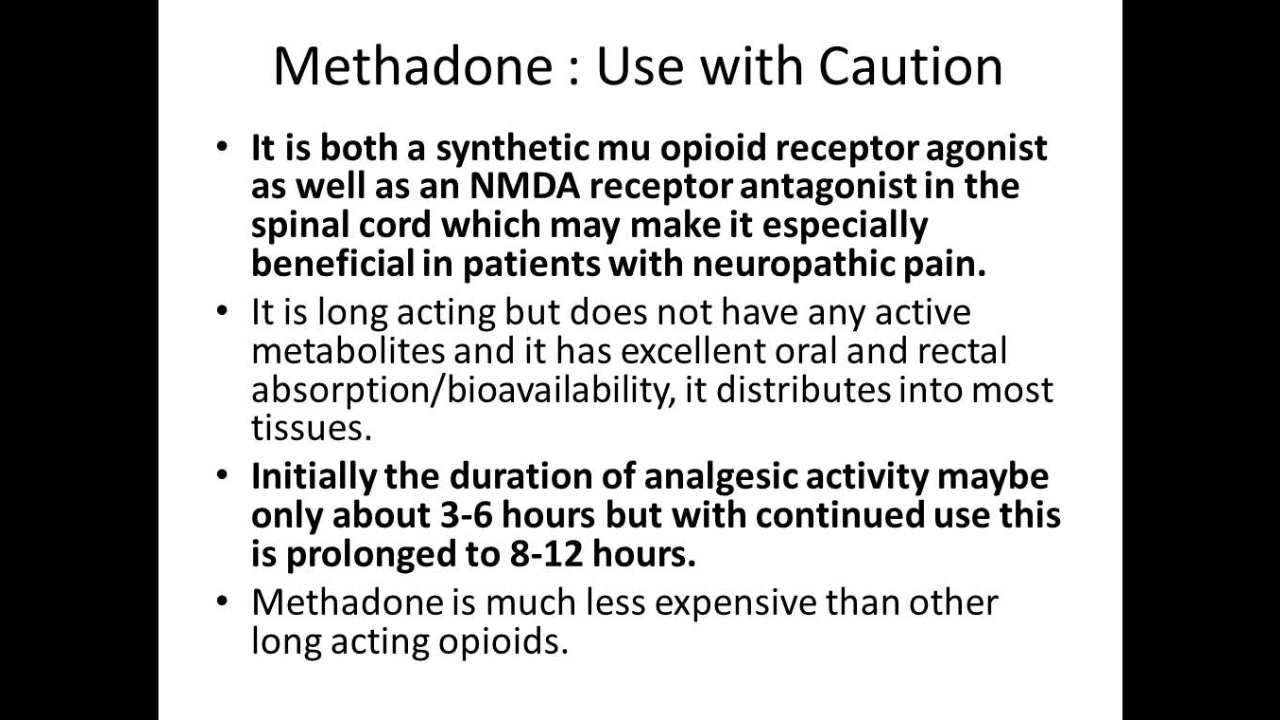 Methadone : Use with Caution
• It is both a synthetic mu opioid receptor agonist
as well as an NMDA receptor antagonist in the
spinal cord which may make it especially
beneficial in patients with neuropathic pain.
• It is long acting but does not have any active
metabolites and it has excellent oral and rectal
absorption/bioavailability, it distributes into most
tissues.
• Initially the duration of analgesic activity maybe
only about 3-6 hours but with continued use this
is prolonged to 8-12 hours.
• Methadone is much less expensive than other
long acting opioids.